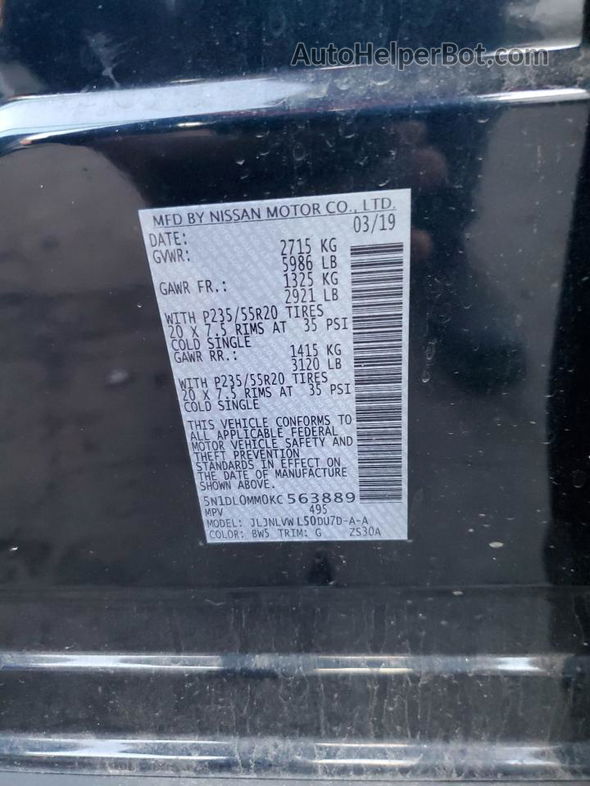 AutoHelperBot.com
MFD BY NISSAN MOTOR CO., LTD.
DATE: 03/19
GVWR: 2715 KG
5986 LB
GAWR FR.: 1325 KG
2921 LB
WITH P235/55R20 TIRES
20 X 7.5 RIMS AT 35 PSI
COLD SINGLE
GAWR RR.: 1415 KG
3120 LB
WITH P235/55R20 TIRES
20 X 7.5 RIMS AT 35 PSI
COLD SINGLE
THIS VEHICLE CONFORMS TO
ALL APPLICABLE FEDERAL
MOTOR VEHICLE SAFETY AND
THEFT PREVENTION
STANDARDS IN EFFECT ON
THE DATE OF MANUFACTURE
SHOWN ABOVE.
5N1DL0MM0KC563889
MPV 495
MODEL: JLJNLVWL50DU7D-A-A
COLOR: BW5 TRIM: G ZS30A